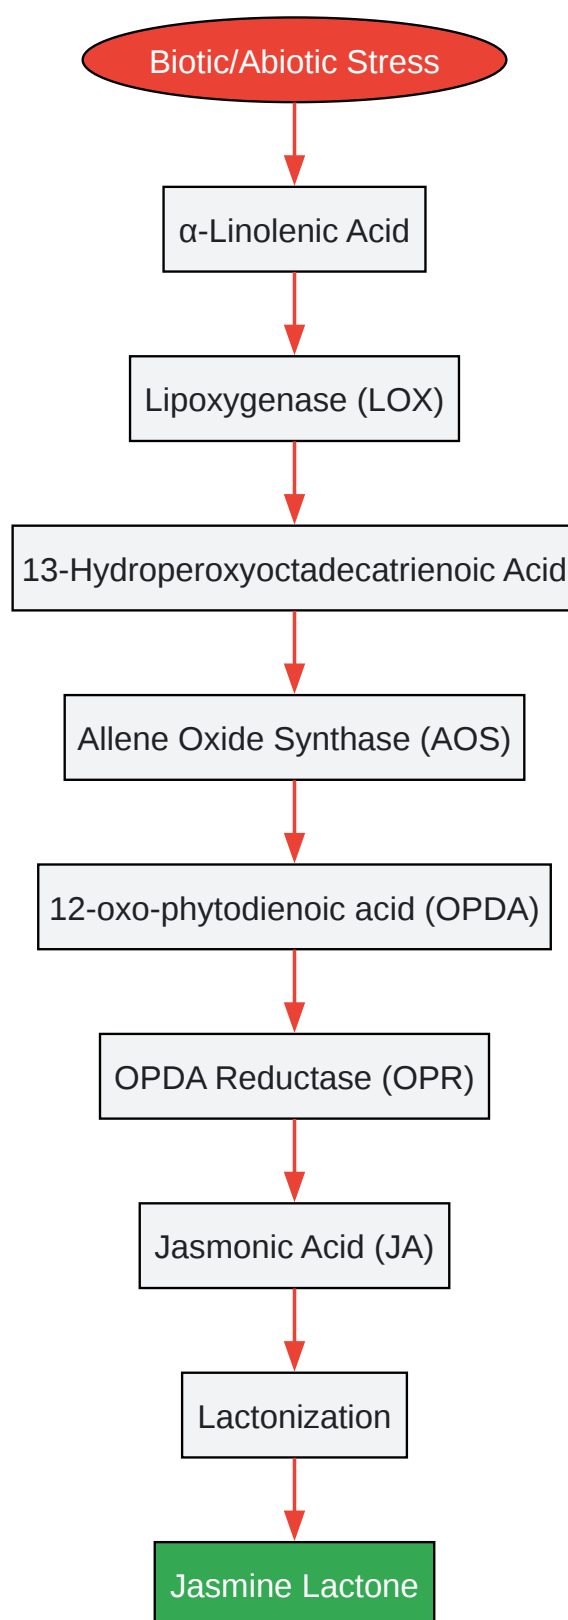 Biotic/Abiotic Stress
α-Linolenic Acid
Lipoxygenase (LOX)
13-Hydroperoxyoctadecatrienoic Acid
Allene Oxide Synthase (AOS)
12-oxo-phytodienoic acid (OPDA)
OPDA Reductase (OPR)
Jasmonic Acid (JA)
Lactonization
Jasmine Lactone